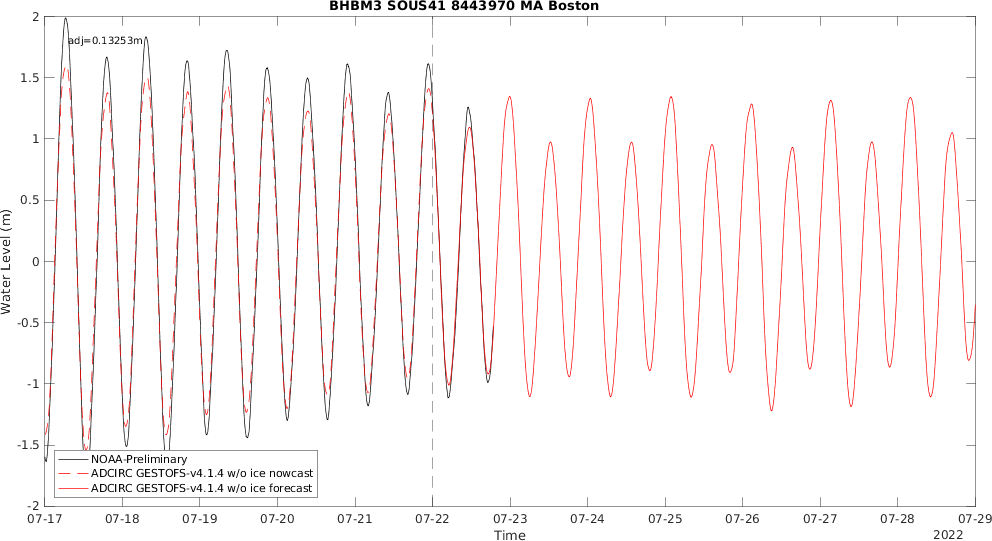 BHBM3 SOUS41 8443970 MA Boston
adj=0.13253m
2
1.5
1
0.5
0
-0.5
-1
-1.5
-2
Water Level (m)
NOAA-Preliminary
ADCIRC GESTOFS-v4.1.4 w/o ice nowcast
ADCIRC GESTOFS-v4.1.4 w/o ice forecast
07-17 07-18 07-19 07-20 07-21 07-22 07-23 07-24 07-25 07-26 07-27 07-28 07-29
Time
2022